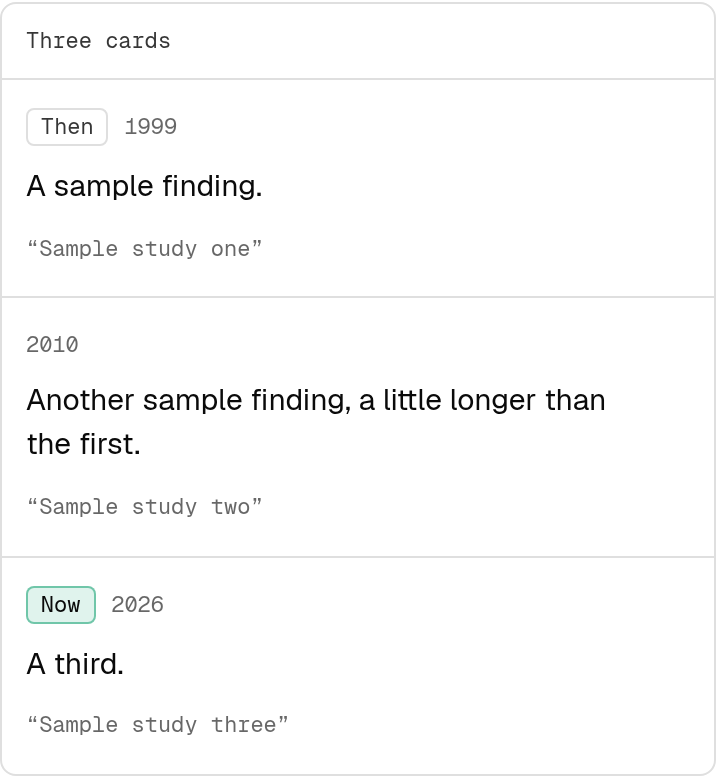 Three cards
Then 1999
A sample finding.
“Sample study one”
2010
Another sample finding, a little longer than
the first.
“Sample study two”
Now 2026
A third.
“Sample study three”